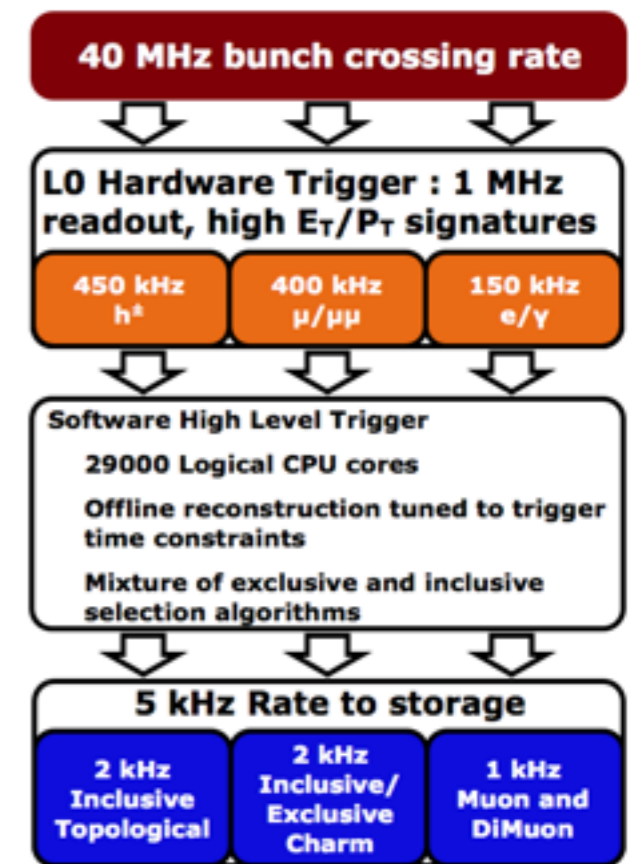 40 MHz bunch crossing rate
L0 Hardware Trigger : 1 MHz
readout, high Eᴛ/Pᴛ signatures
450 kHz
h±
400 kHz
μ/μμ
150 kHz
e/γ
Software High Level Trigger
29000 Logical CPU cores
Offline reconstruction tuned to trigger
time constraints
Mixture of exclusive and inclusive
selection algorithms
5 kHz Rate to storage
2 kHz
Inclusive
Topological
2 kHz
Inclusive/
Exclusive
Charm
1 kHz
Muon and
DiMuon